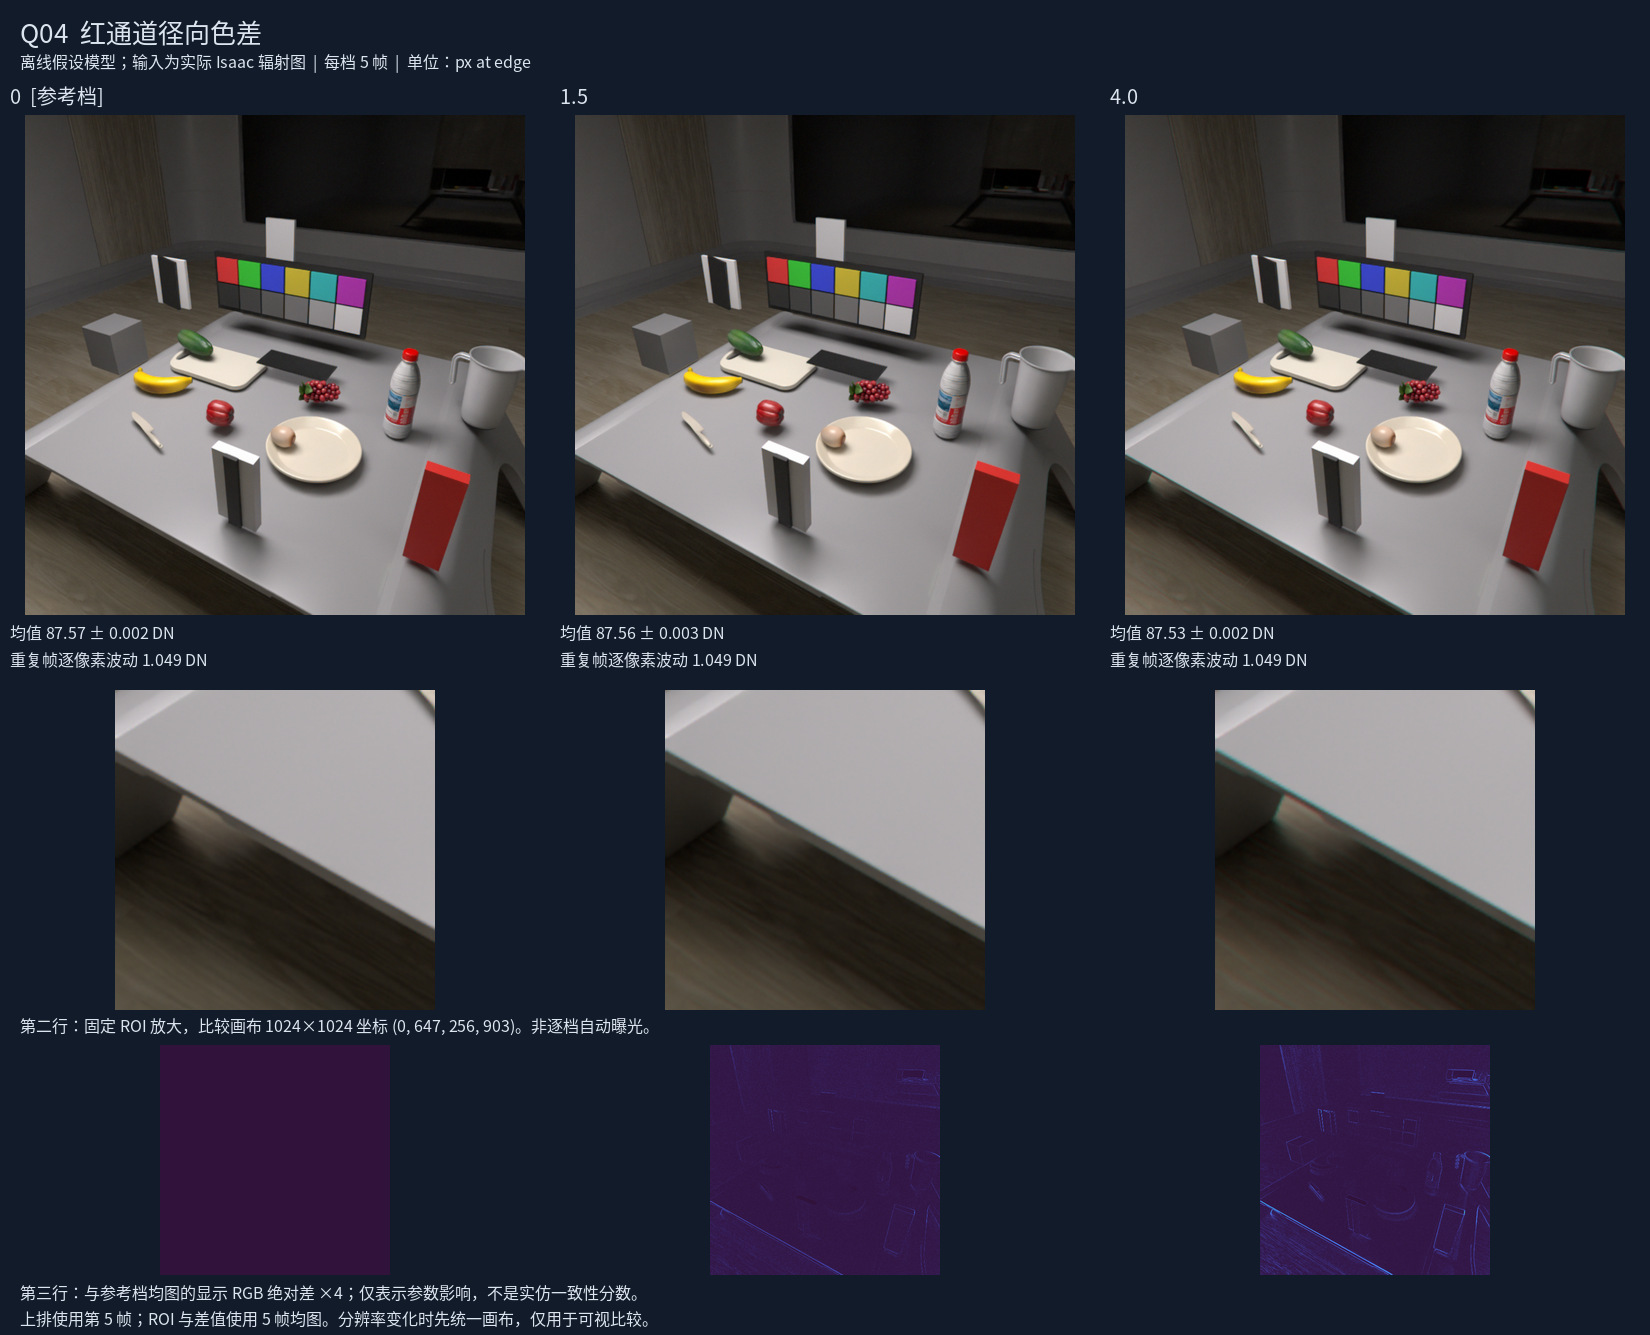 Q04 红通道径向色差
离线假设模型；输入为实际 Isaac 辐射图 | 每档 5 帧 | 单位：px at edge
0 [参考档]
1.5
4.0
均值 87.57 ± 0.002 DN
重复帧逐像素波动 1.049 DN
均值 87.56 ± 0.003 DN
重复帧逐像素波动 1.049 DN
均值 87.53 ± 0.002 DN
重复帧逐像素波动 1.049 DN
第二行：固定 ROI 放大，比较画布 1024×1024 坐标 (0, 647, 256, 903)。非逐档自动曝光。
第三行：与参考档均图的显示 RGB 绝对差 ×4；仅表示参数影响，不是实仿一致性分数。
上排使用第 5 帧；ROI 与差值使用 5 帧均图。分辨率变化时先统一画布，仅用于可视比较。